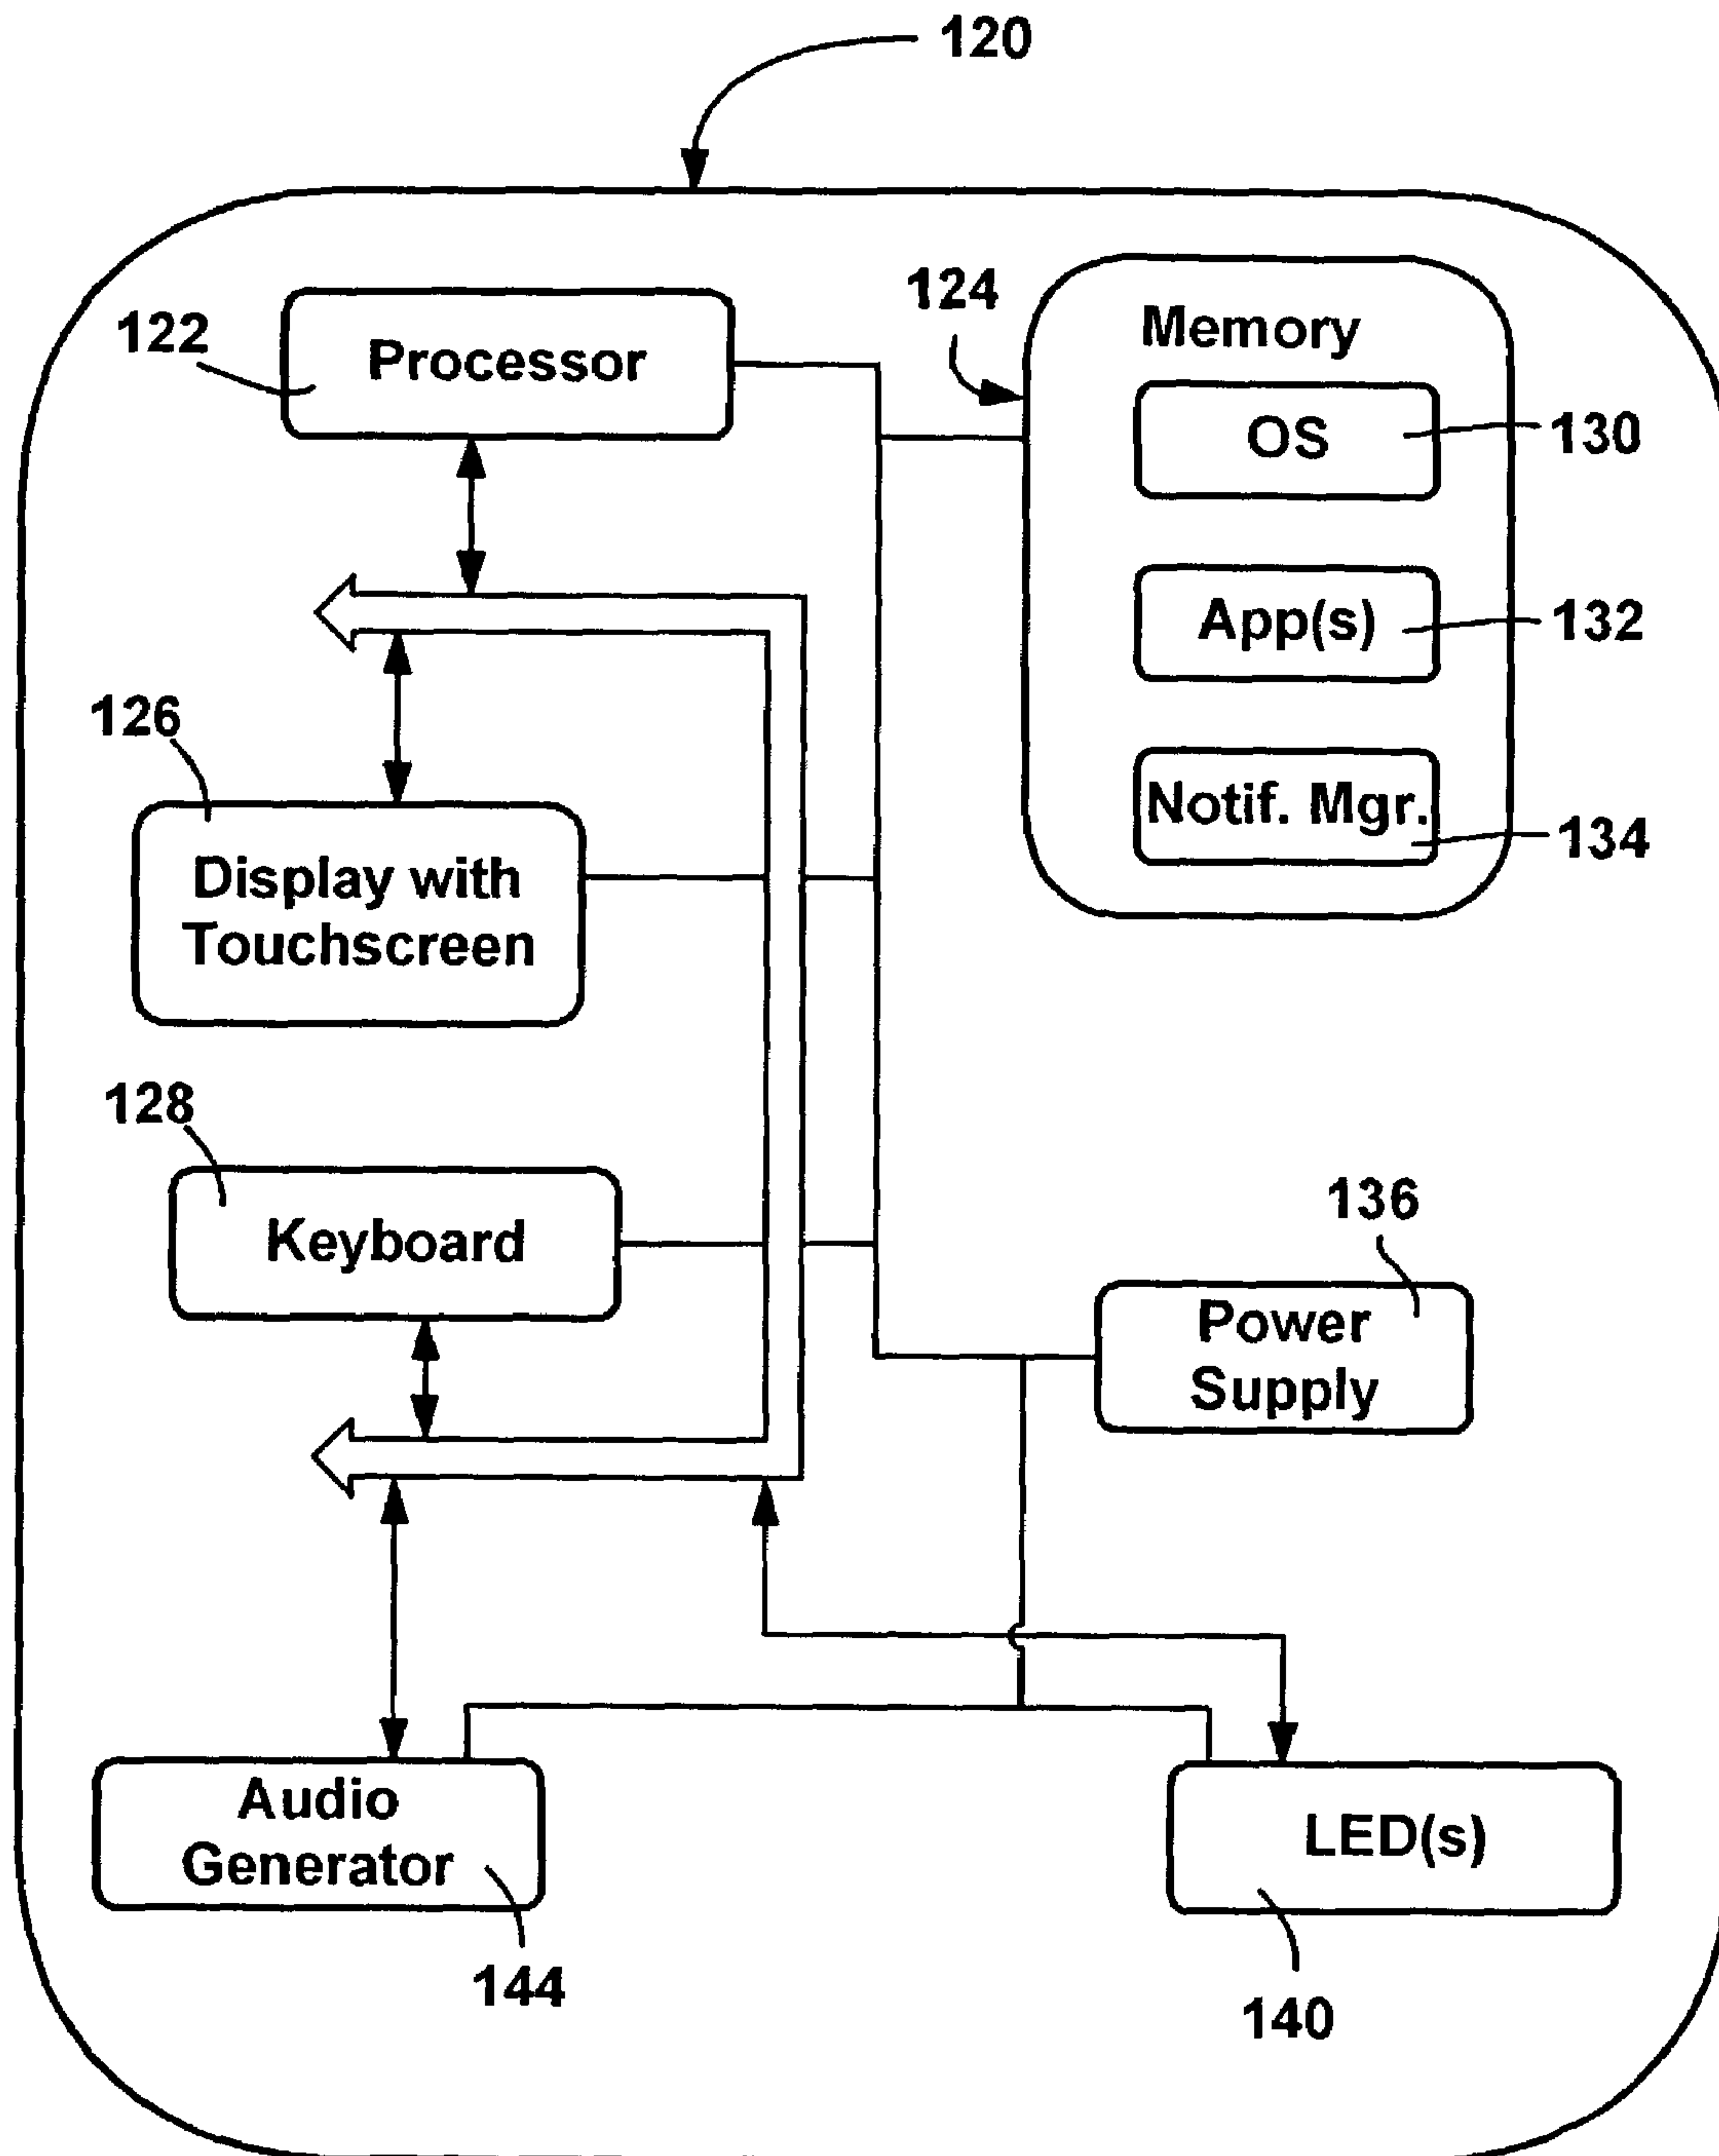 120
124
Memory
122
Processor
OS
130
App(s)
132
126
Notif. Mgr.
134
Display with
Touchscreen
128
Keyboard
136
Power
Supply
Audio
Generator
LED(s)
144
140